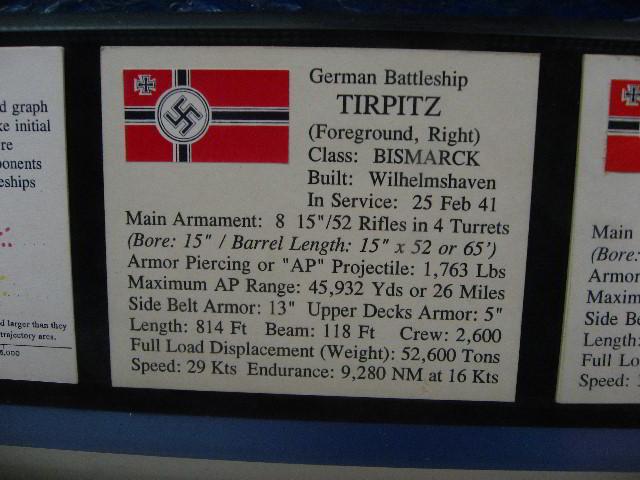 d graph
ke initial
re
ponents
eships
d larger than they
trajectory area.
German Battleship
TIRPITZ
(Foreground, Right)
Class: BISMARCK
Built: Wilhelmshaven
In Service: 25 Feb 41
Main Armament: 8 15"/52 Rifles in 4 Turrets
(Bore: 15" / Barrel Length: 15" x 52 or 65')
Armor Piercing or "AP" Projectile: 1,763 Lbs
Maximum AP Range: 45,932 Yds or 26 Miles
Side Belt Armor: 13" Upper Decks Armor: 5"
Length: 814 Ft Beam: 118 Ft Crew: 2,600
Full Load Displacement (Weight): 52,600 Tons
Speed: 29 Kts Endurance: 9,280 NM at 16 Kts
Main
(Bore:
Armor
Maxim
Side Be
Length:
Full Lo
Speed: